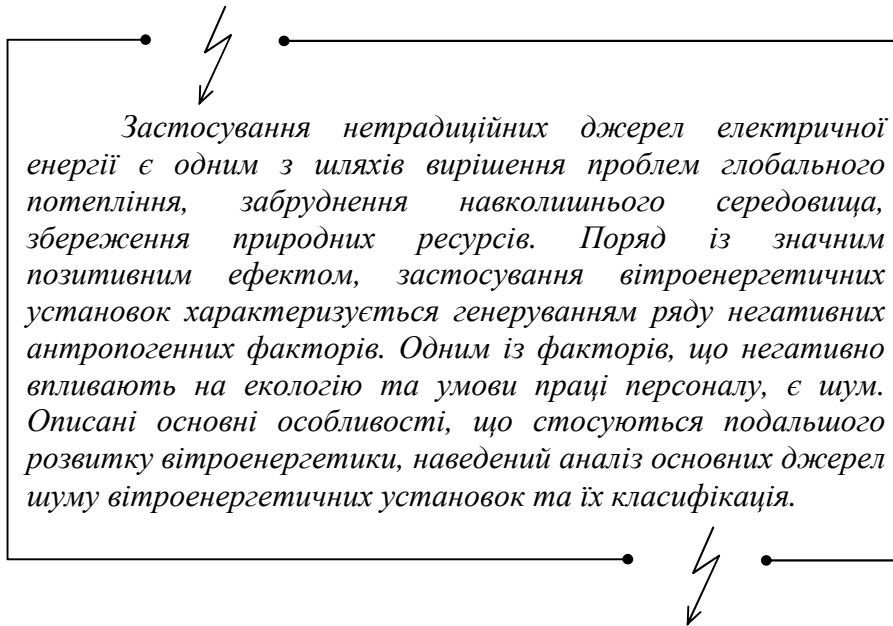 Застосування нетрадиційних джерел електричної
енергії є одним з шляхів вирішення проблем глобального
потепління, забруднення навколишнього середовища,
збереження природних ресурсів. Поряд із значним
позитивним ефектом, застосування вітроенергетичних
установок характеризується генеруванням ряду негативних
антропогенних факторів. Одним із факторів, що негативно
впливають на екологію та умови праці персоналу, є шум.
Описані основні особливості, що стосуються подальшого
розвитку вітроенергетики, наведений аналіз основних джерел
шуму вітроенергетичних установок та їх класифікація.